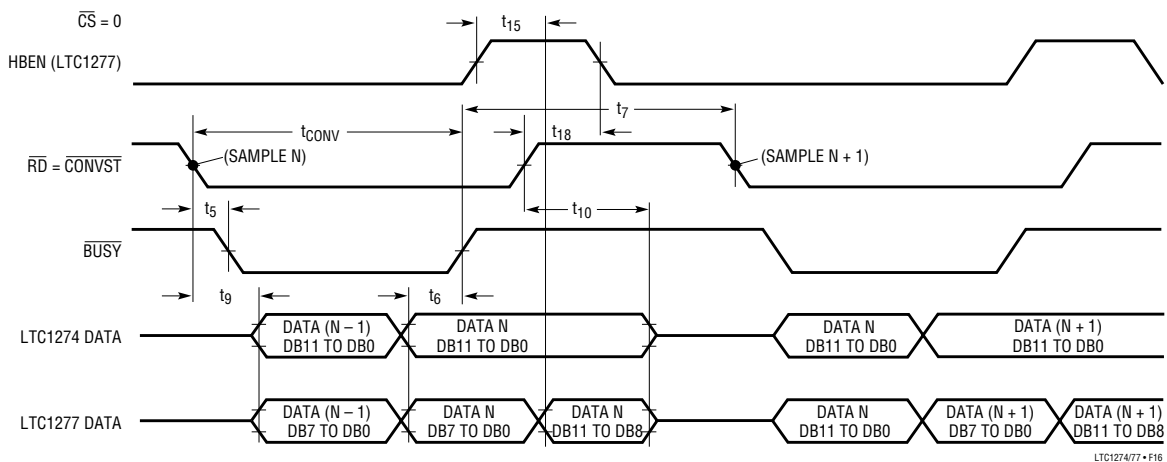 CS = 0
t15
HBEN (LTC1277)
t7
tCONV
t18
(SAMPLE N)
(SAMPLE N + 1)
RD = CONVST
t5
t10
BUSY
t9
t6
LTC1274 DATA
DATA (N – 1)
DB11 TO DB0
DATA N
DB11 TO DB0
DATA N
DB11 TO DB0
DATA (N + 1)
DB11 TO DB0
LTC1277 DATA
DATA (N – 1)
DB7 TO DB0
DATA N
DB7 TO DB0
DATA N
DB11 TO DB8
DATA N
DB11 TO DB0
DATA (N + 1)
DB7 TO DB0
DATA (N + 1)
DB11 TO DB8
LTC1274/77 • F16